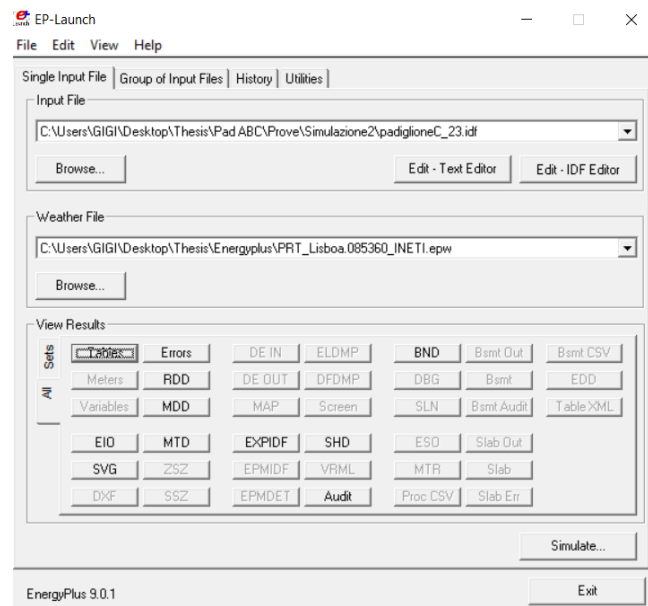 EP-Launch
File Edit View Help
Single Input File Group of Input Files History Utilities
Input File
C:\Users\GIGI\Desktop\Thesis\Pad ABC\Prove\Simulazione2\padiglioneC_23.idf
Browse... Edit - Text Editor Edit - IDF Editor
Weather File
C:\Users\GIGI\Desktop\Thesis\Energyplus\PRT_Lisboa.085360_INETI.epw
Browse...
View Results
Sets
All
Tables Errors DE IN ELDMP BND Bsmt Out Bsmt CSV
Meters RDD DE OUT DFDMP DBG Bsmt EDD
Variables MDD MAP Screen SLN Bsmt Audit Table XML
EIO MTD EXPIDF SHD ESO Slab Out
SVG ZSZ EPMIDF VRML MTR Slab
DXF SSZ EPMDET Audit Proc CSV Slab Err
Simulate...
EnergyPlus 9.0.1 Exit